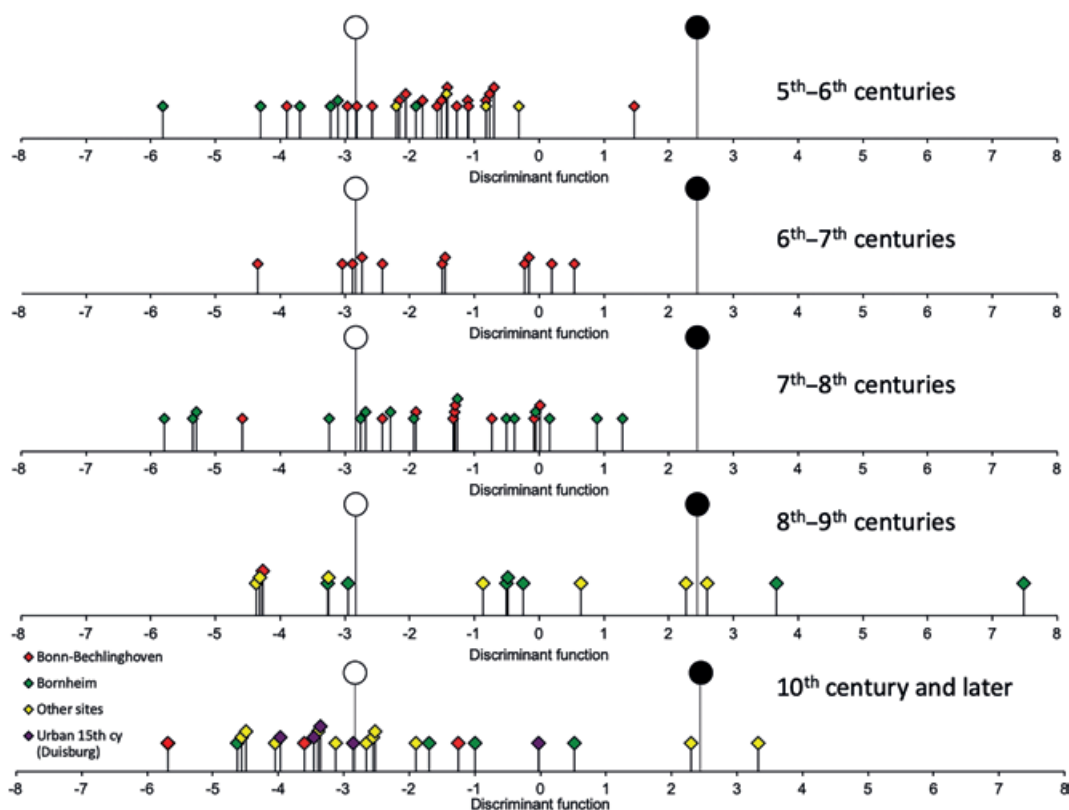 5th–6th centuries
-8 -7 -6 -5 -4 -3 -2 -1 0 1 2 3 4 5 6 7 8
Discriminant function
6th–7th centuries
-8 -7 -6 -5 -4 -3 -2 -1 0 1 2 3 4 5 6 7 8
Discriminant function
7th–8th centuries
-8 -7 -6 -5 -4 -3 -2 -1 0 1 2 3 4 5 6 7 8
Discriminant function
8th–9th centuries
-8 -7 -6 -5 -4 -3 -2 -1 0 1 2 3 4 5 6 7 8
Discriminant function
Bonn-Bechlinghoven
Bornheim
Other sites
Urban 15th cy
(Duisburg)
10th century and later
-8 -7 -6 -5 -4 -3 -2 -1 0 1 2 3 4 5 6 7 8
Discriminant function